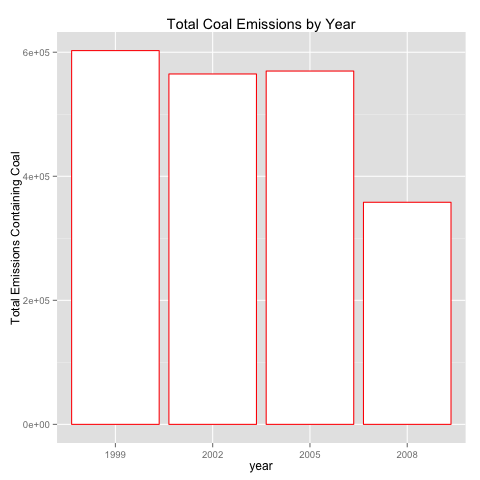 Total Coal Emissions by Year
Total Emissions Containing Coal
6e+05
4e+05
2e+05
0e+00
1999 2002 2005 2008
year